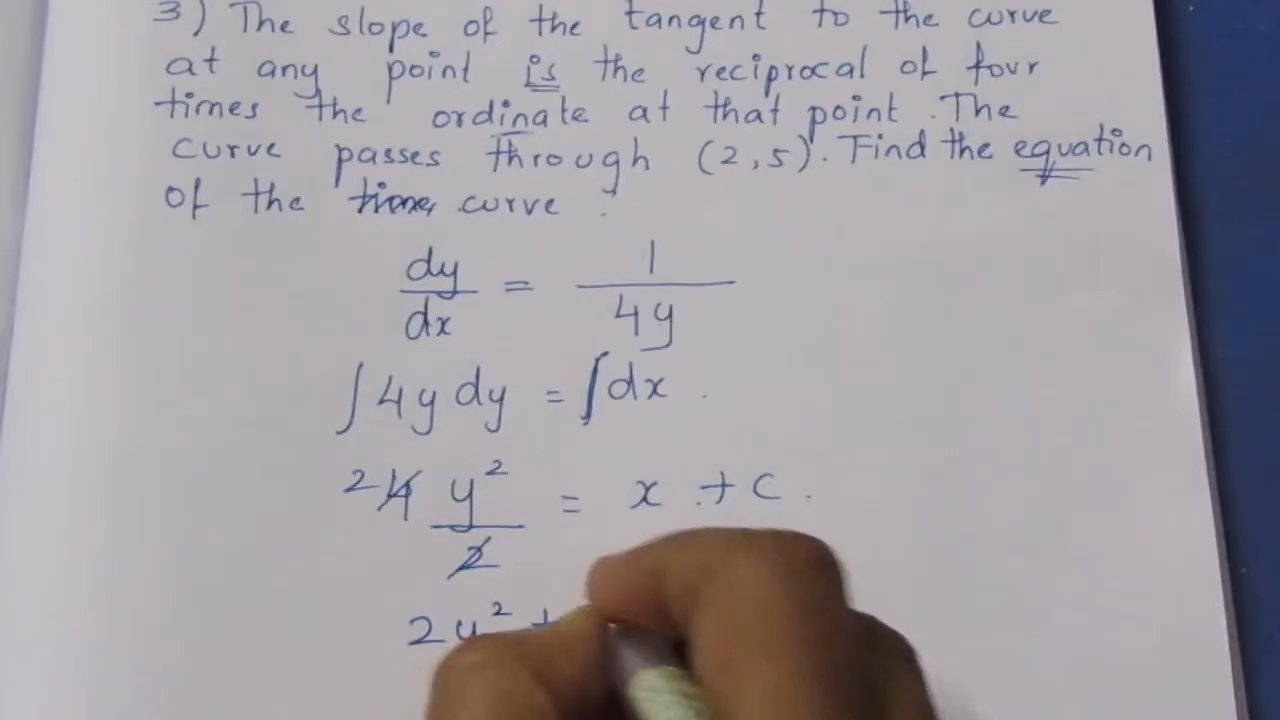 3) The slope of the tangent to the curve
at any point is the reciprocal of four
times the ordinate at that point. The
curve passes through (2,5). Find the equation
of the curve.
dy/dx = 1/4y
∫4y dy = ∫dx.
2 4 y²/2 = x + c.
2y²